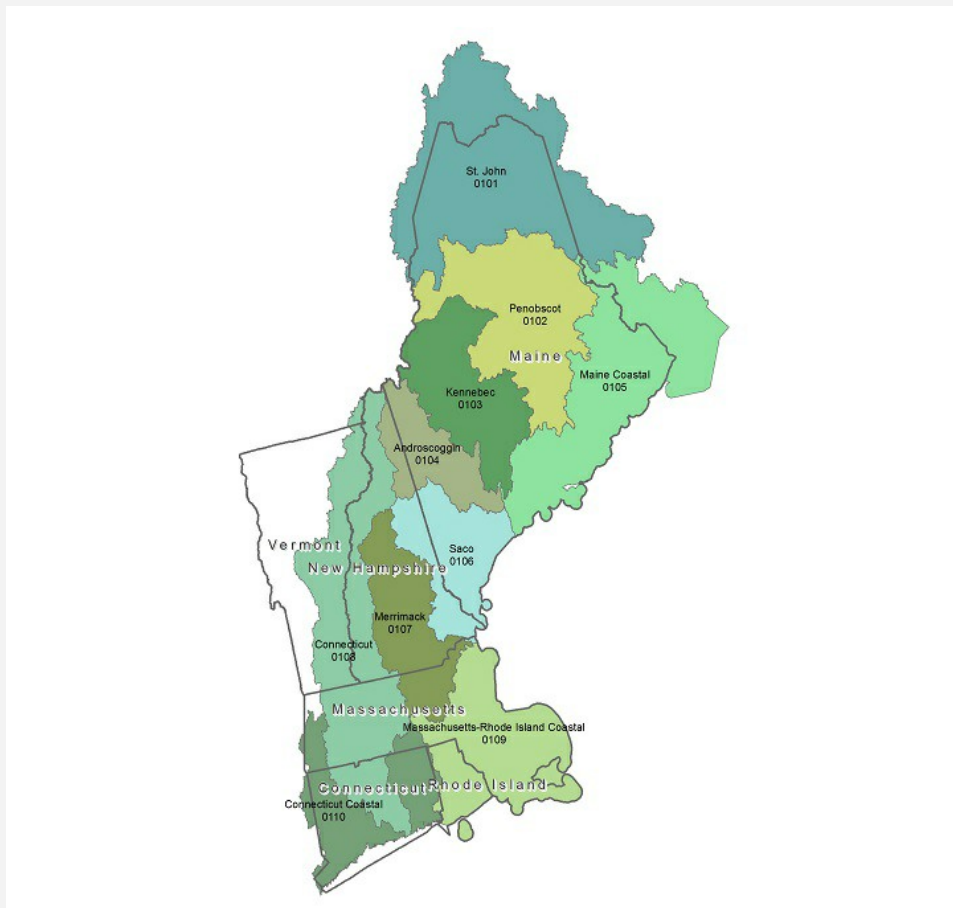 St. John
0101
Penobscot
0102
Maine
Maine Coastal
0105
Kennebec
0103
Androscoggin
0104
Vermont
Saco
0106
New Hampshire
Merrimack
0107
Connecticut
0108
Massachusetts
Massachusetts-Rhode Island Coastal
0109
Connecticut
Rhode Island
Connecticut Coastal
0110